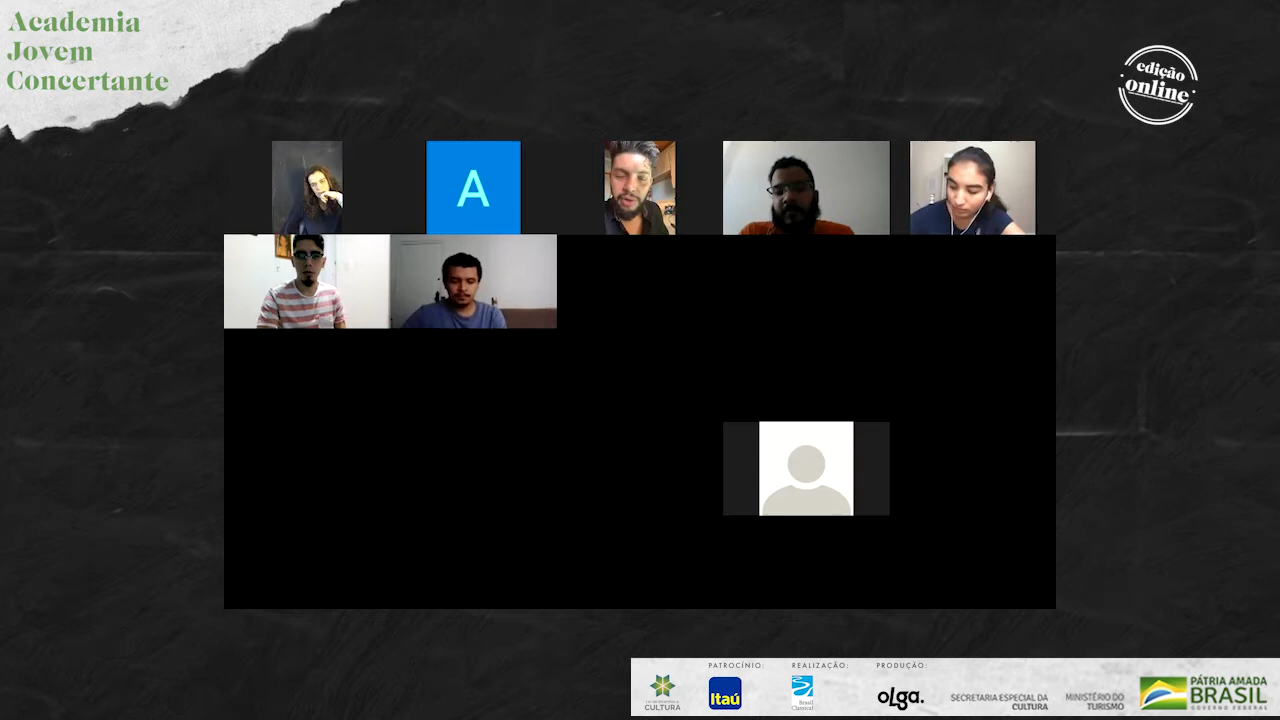 Academia
Jovem
Concertante
edição
online
A
PATROCÍNIO:
REALIZAÇÃO:
PRODUÇÃO:
CULTURA
Itaú
Brasil
Classical
olga.
SECRETARIA ESPECIAL DA
CULTURA
MINISTÉRIO DO
TURISMO
PÁTRIA AMADA
BRASIL
GOVERNO FEDERAL